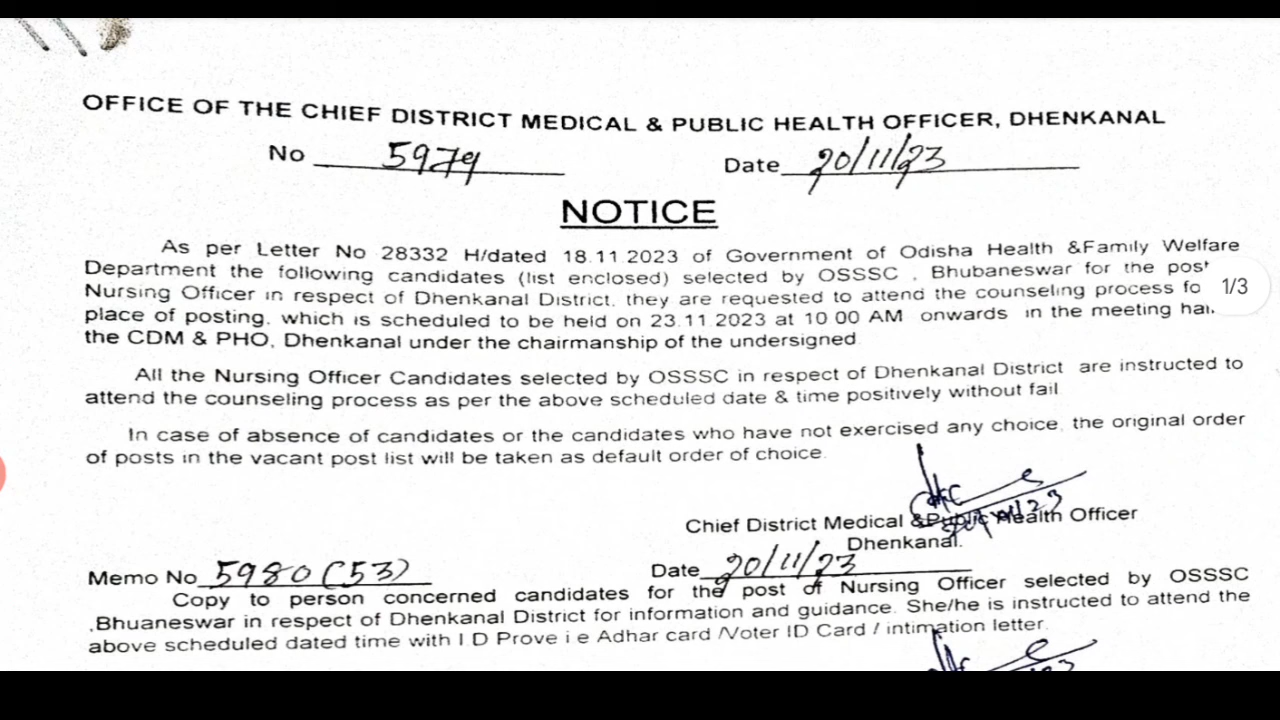 OFFICE OF THE CHIEF DISTRICT MEDICAL & PUBLIC HEALTH OFFICER, DHENKANAL
No 5979 Date 20/11/23
NOTICE
As per Letter No 28332 H/dated 18.11.2023 of Government of Odisha Health &Family Welfare
Department the following candidates (list enclosed) selected by OSSSC , Bhubaneswar for the post
Nursing Officer in respect of Dhenkanal District, they are requested to attend the counseling process fo 1/3
place of posting, which is scheduled to be held on 23.11.2023 at 10 00 AM onwards in the meeting hal
the CDM & PHO, Dhenkanal under the chairmanship of the undersigned
All the Nursing Officer Candidates selected by OSSSC in respect of Dhenkanal District are instructed to
attend the counseling process as per the above scheduled date & time positively without fail
In case of absence of candidates or the candidates who have not exercised any choice, the original order
of posts in the vacant post list will be taken as default order of choice.
Chief District Medical &Public Health Officer
Dhenkanal.
Memo No 5980 (53) Date 20/11/23
Copy to person concerned candidates for the post of Nursing Officer selected by OSSSC
,Bhuaneswar in respect of Dhenkanal District for information and guidance. She/he is instructed to attend the
above scheduled dated time with I D Prove i e Adhar card /Voter ID Card / intimation letter.